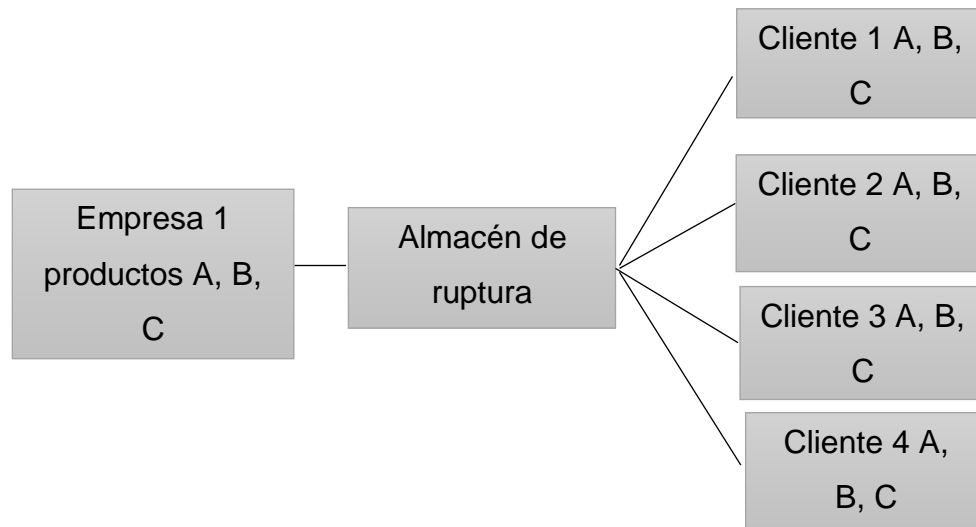 Empresa 1
productos A, B,
C
Almacén de
ruptura
Cliente 1 A, B,
C
Cliente 2 A, B,
C
Cliente 3 A, B,
C
Cliente 4 A,
B, C